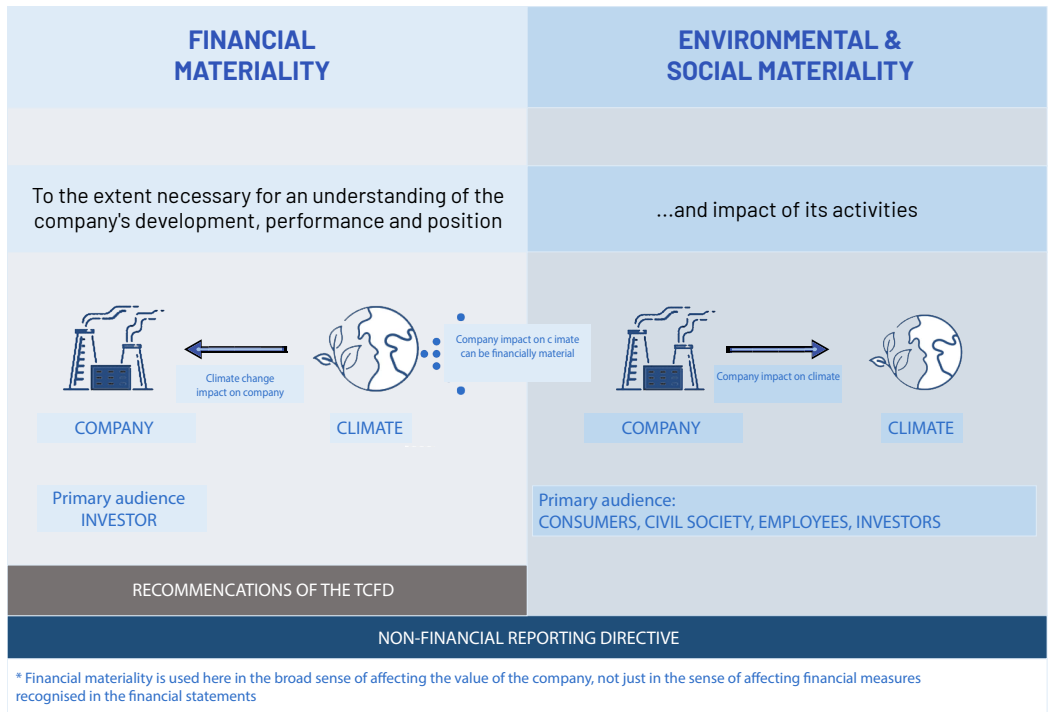 FINANCIAL
MATERIALITY
ENVIRONMENTAL &
SOCIAL MATERIALITY
To the extent necessary for an understanding of the
company's development, performance and position
...and impact of its activities
Company impact on c imate
can be financially material
Climate change
impact on company
Company impact on climate
COMPANY
CLIMATE
COMPANY
CLIMATE
Primary audience
INVESTOR
Primary audience:
CONSUMERS, CIVIL SOCIETY, EMPLOYEES, INVESTORS
RECOMMENCATIONS OF THE TCFD
NON-FINANCIAL REPORTING DIRECTIVE
* Financial materiality is used here in the broad sense of affecting the value of the company, not just in the sense of affecting financial measures
recognised in the financial statements